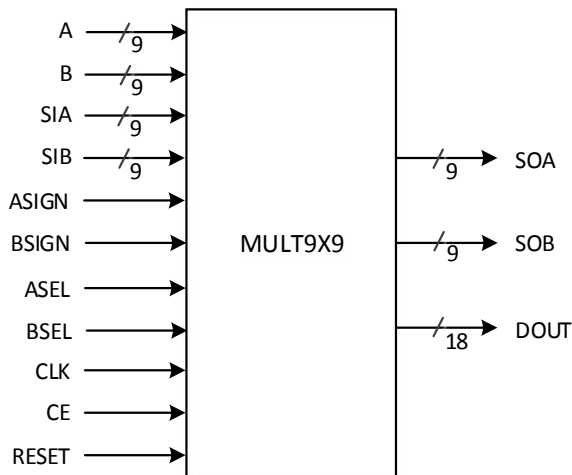 A
9
B
9
SIA
9
SIB
9
ASIGN
BSIGN
ASEL
BSEL
CLK
CE
RESET
MULT9X9
9
SOA
9
SOB
18
DOUT